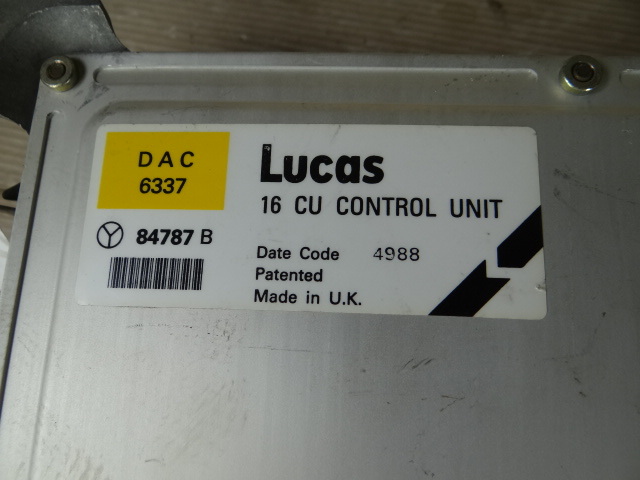 DAC
6337
84787 B
Lucas
16 CU CONTROL UNIT
Date Code 4988
Patented
Made in U.K.